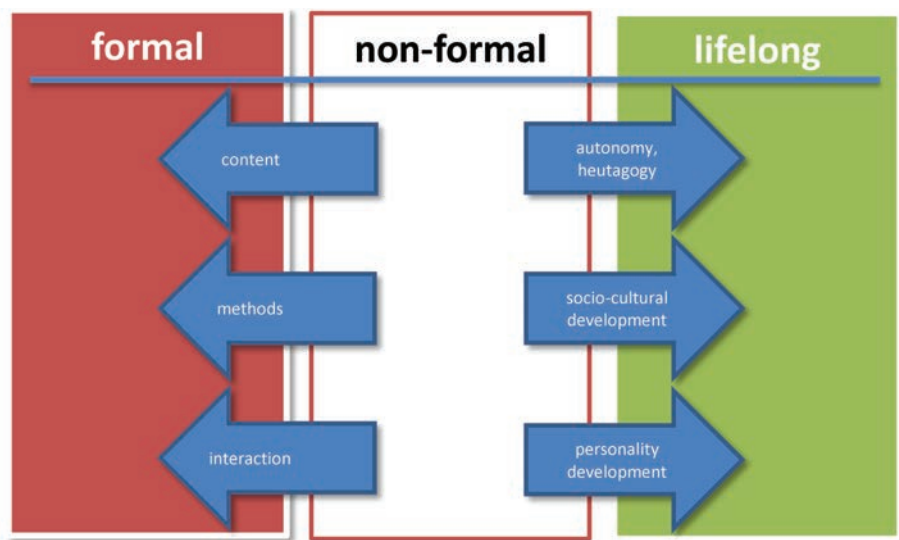 formal
non-formal
lifelong
content
autonomy,
heutagogy
methods
socio-cultural
development
interaction
personality
development